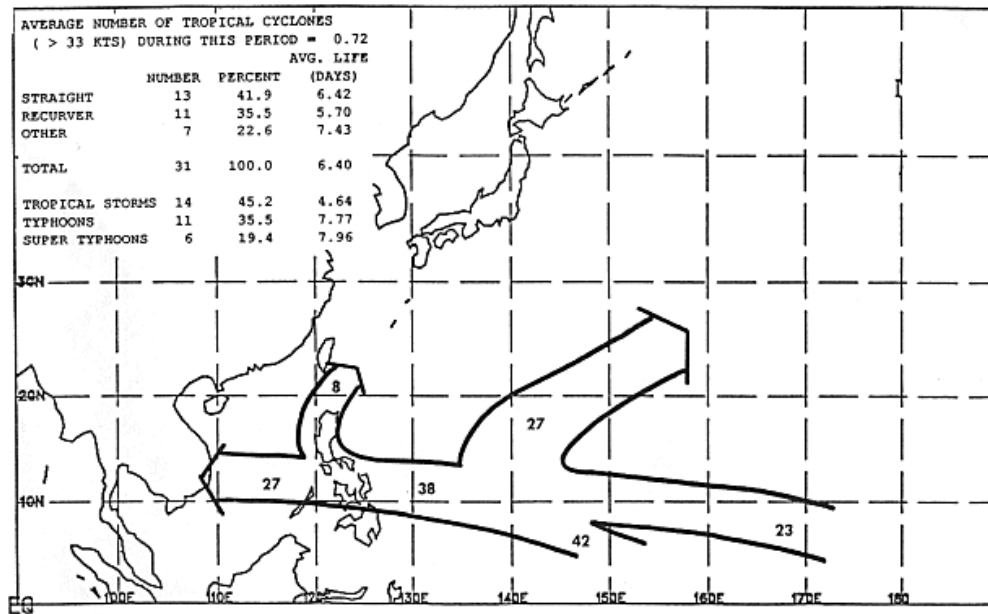 AVERAGE NUMBER OF TROPICAL CYCLONES
( > 33 KTS) DURING THIS PERIOD = 0.72
AVG. LIFE
NUMBER PERCENT (DAYS)
STRAIGHT 13 41.9 6.42
RECURVER 11 35.5 5.70
OTHER 7 22.6 7.43
TOTAL 31 100.0 6.40
TROPICAL STORMS 14 45.2 4.64
TYPHOONS 11 35.5 7.77
SUPER TYPHOONS 6 19.4 7.96
30N
20N
8
27
10N
27
38
42
23
EQ 100E 110E 120E 130E 140E 150E 160E 170E 180